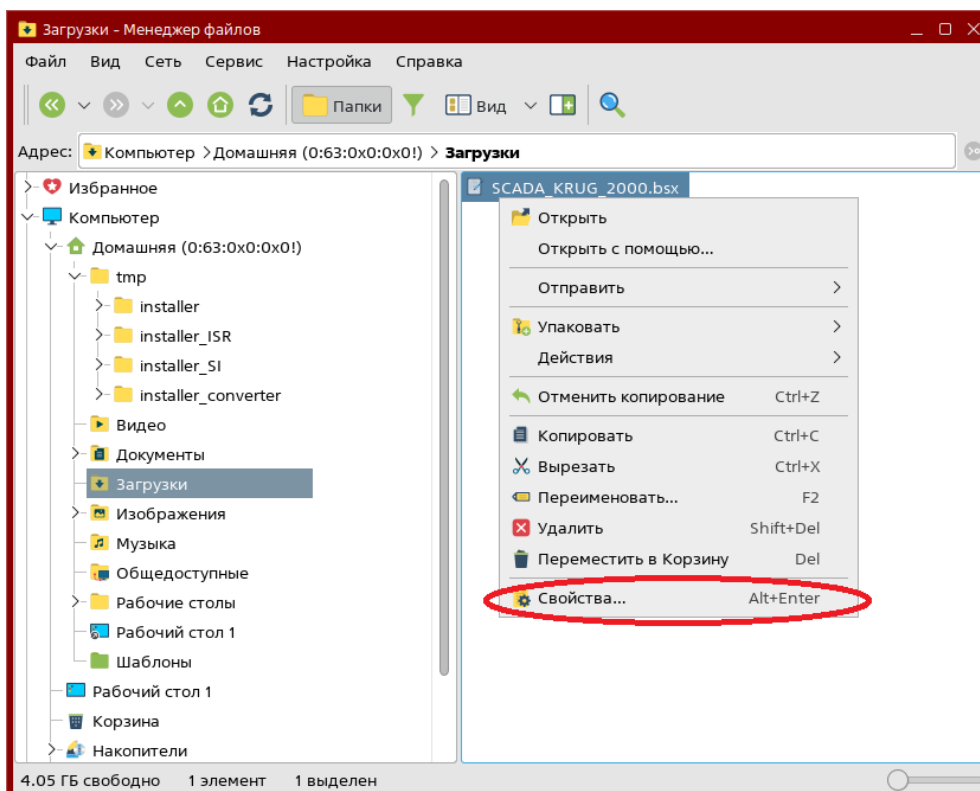 Загрузки - Менеджер файлов
Файл Вид Сеть Сервис Настройка Справка
Папки Вид
Адрес: Компьютер >Домашняя (0:63:0x0:0x0!) > Загрузки
Избранное
Компьютер
Домашняя (0:63:0x0:0x0!)
tmp
installer
installer_ISR
installer_SI
installer_converter
Видео
Документы
Загрузки
Изображения
Музыка
Общедоступные
Рабочие столы
Рабочий стол 1
Шаблоны
Рабочий стол 1
Корзина
Накопители
SCADA_KRUG_2000.bsx
Открыть
Открыть с помощью...
Отправить
Упаковать
Действия
Отменить копирование Ctrl+Z
Копировать Ctrl+C
Вырезать Ctrl+X
Переименовать... F2
Удалить Shift+Del
Переместить в Корзину Del
Свойства... Alt+Enter
4.05 ГБ свободно 1 элемент 1 выделен